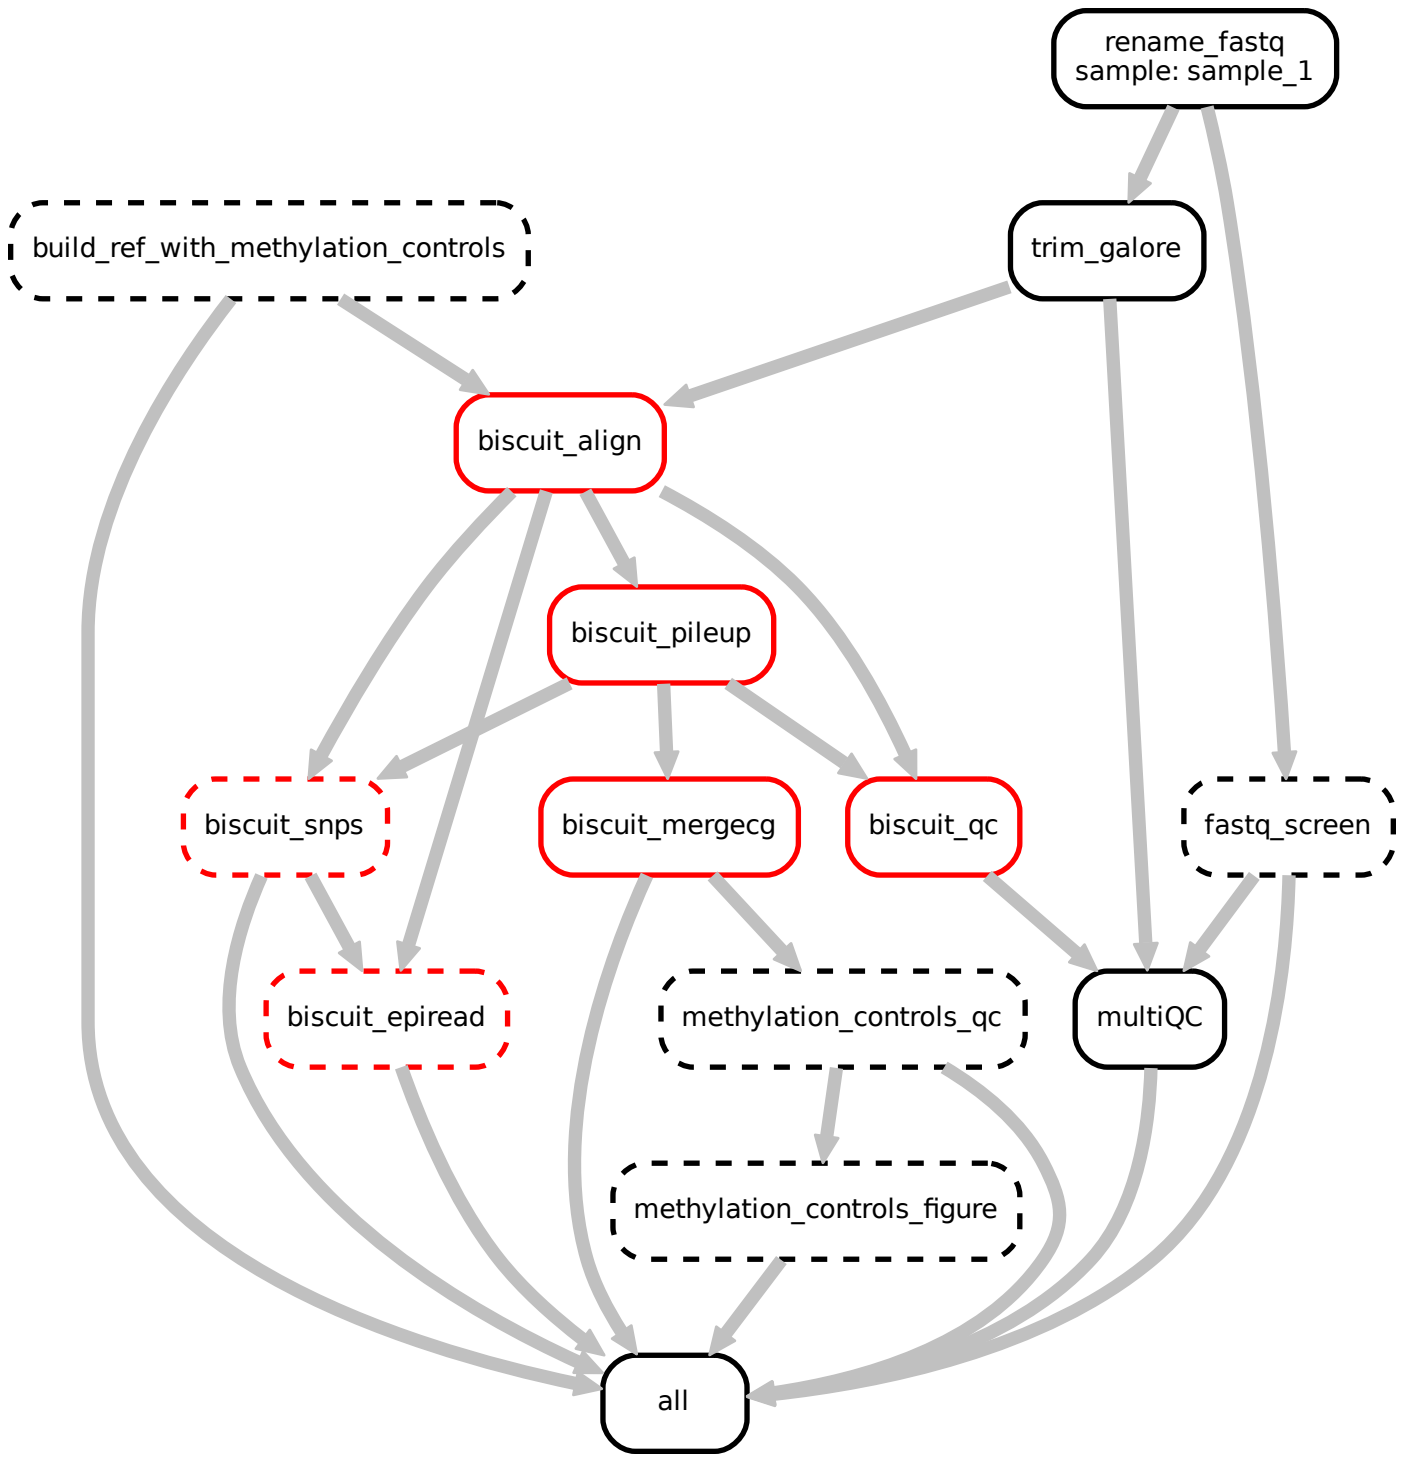 rename_fastq
sample: sample_1
build_ref_with_methylation_controls
trim_galore
biscuit_align
biscuit_pileup
biscuit_snps
biscuit_mergecg
biscuit_qc
fastq_screen
biscuit_epiread
methylation_controls_qc
multiQC
methylation_controls_figure
all